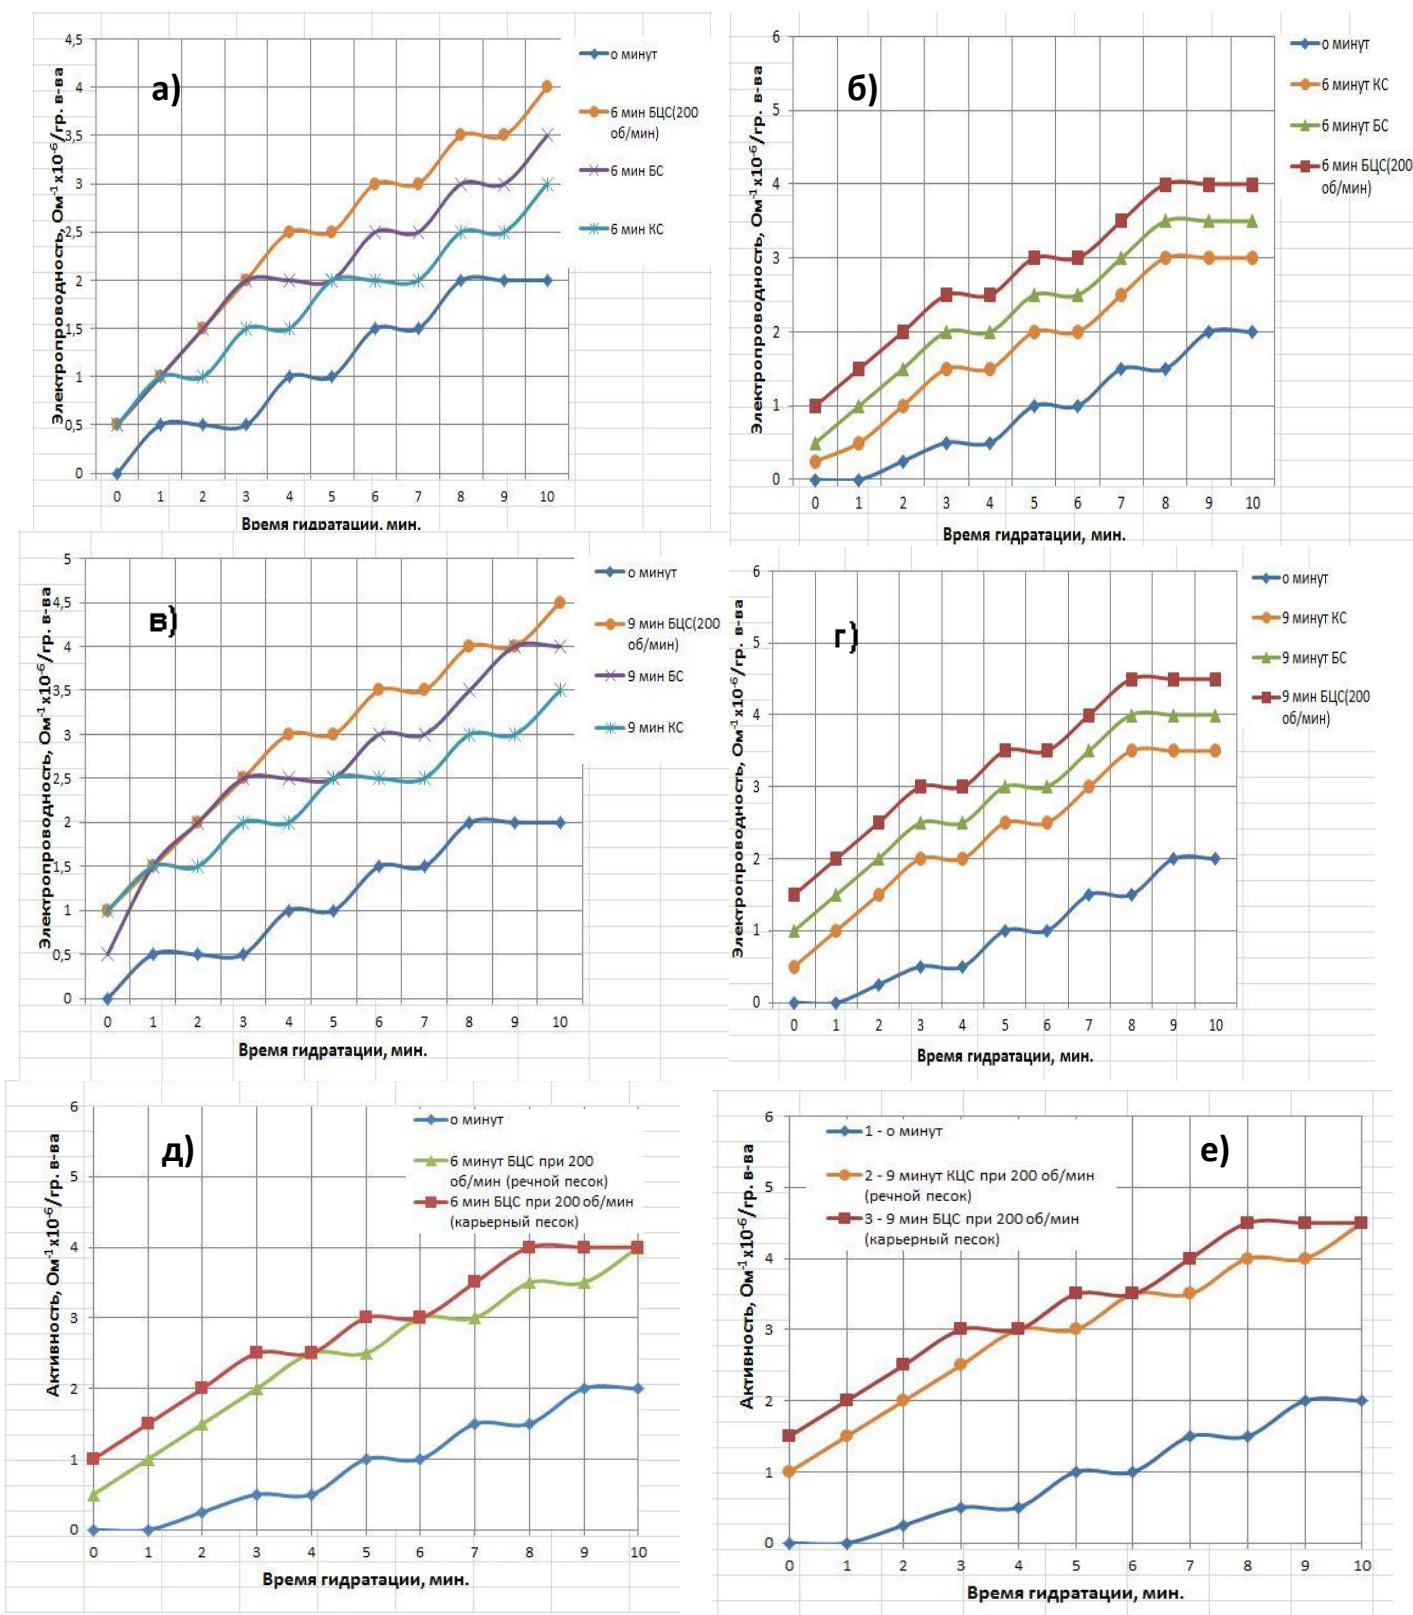 а)
Электропроводность, Ом⁻¹х10⁻⁶/гр. в-ва
4,5
4
3,5
3
2,5
2
1,5
1
0,5
0
0 1 2 3 4 5 6 7 8 9 10
Время гидратации, мин.
о минут
6 мин БЦС(200
об/мин)
6 мин БС
6 мин КС
б)
Электропроводность, Ом⁻¹х10⁻⁶/гр. в-ва
6
5
4
3
2
1
0
0 1 2 3 4 5 6 7 8 9 10
Время гидратации, мин.
о минут
6 минут КС
6 минут БС
6 мин БЦС(200
об/мин)
в)
Электропроводность, Ом⁻¹х10⁻⁶/гр. в-ва
5
4,5
4
3,5
3
2,5
2
1,5
1
0,5
0
0 1 2 3 4 5 6 7 8 9 10
Время гидратации, мин.
о минут
9 мин БЦС(200
об/мин)
9 мин БС
9 мин КС
г)
Электропроводность, Ом⁻¹х10⁻⁶/гр. в-ва
6
5
4
3
2
1
0
0 1 2 3 4 5 6 7 8 9 10
Время гидратации, мин.
о минут
9 минут КС
9 минут БС
9 мин БЦС(200
об/мин)
д)
Активность, Ом⁻¹х10⁻⁶/гр. в-ва
6
5
4
3
2
1
0
0 1 2 3 4 5 6 7 8 9 10
Время гидратации, мин.
о минут
6 минут БЦС при 200
об/мин (речной песок)
6 мин БЦС при 200 об/мин
(карьерный песок)
е)
Активность, Ом⁻¹х10⁻⁶/гр. в-ва
6
5
4
3
2
1
0
0 1 2 3 4 5 6 7 8 9 10
Время гидратации, мин.
1 - о минут
2 - 9 минут КЦС при 200 об/мин
(речной песок)
3 - 9 мин БЦС при 200 об/мин
(карьерный песок)